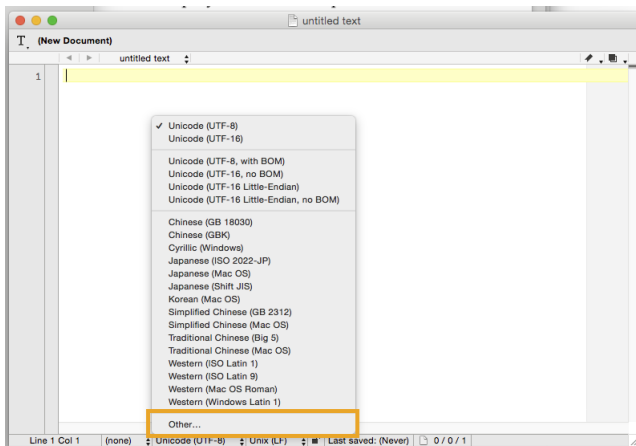 untitled text
(New Document)
untitled text
1
✓ Unicode (UTF-8)
Unicode (UTF-16)
Unicode (UTF-8, with BOM)
Unicode (UTF-16, no BOM)
Unicode (UTF-16 Little-Endian)
Unicode (UTF-16 Little-Endian, no BOM)
Chinese (GB 18030)
Chinese (GBK)
Cyrillic (Windows)
Japanese (ISO 2022-JP)
Japanese (Mac OS)
Japanese (Shift JIS)
Korean (Mac OS)
Simplified Chinese (GB 2312)
Simplified Chinese (Mac OS)
Traditional Chinese (Big 5)
Traditional Chinese (Mac OS)
Western (ISO Latin 1)
Western (ISO Latin 9)
Western (Mac OS Roman)
Western (Windows Latin 1)
Other...
Line 1 Col 1 (none) Unicode (UTF-8) Unix (LF) Last saved: (Never) 0 / 0 / 1